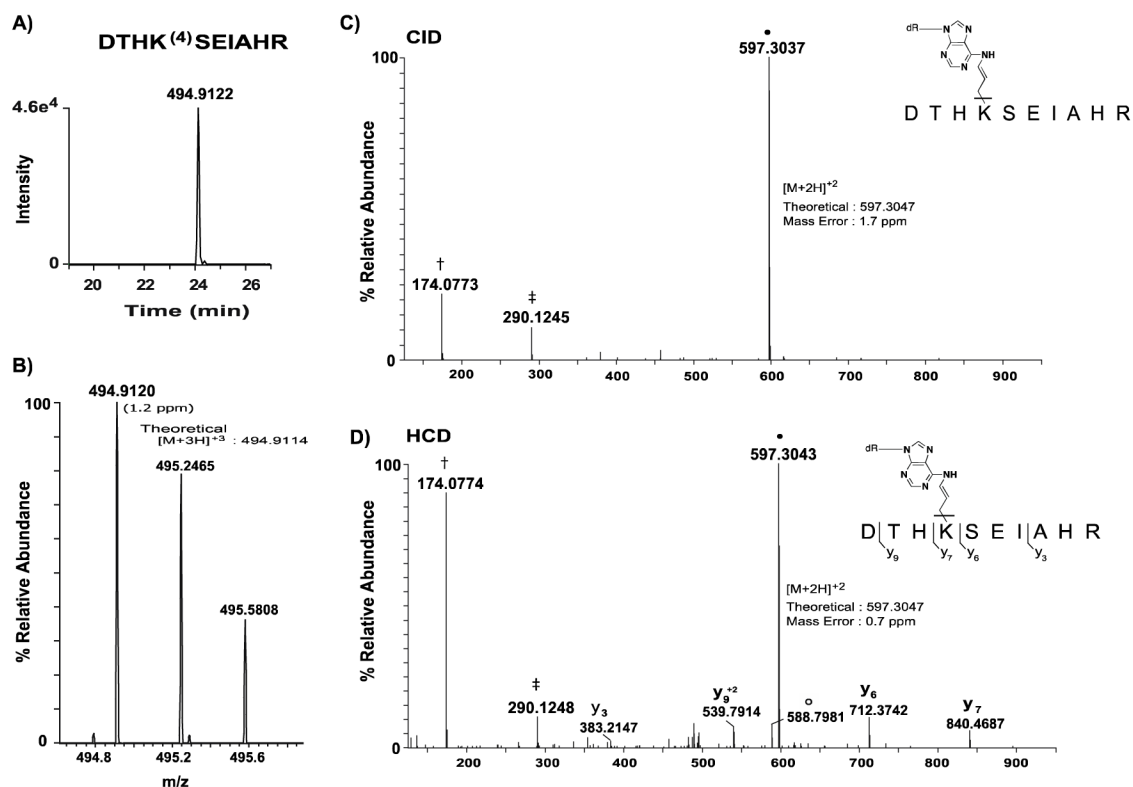 A)
DTHK⁽⁴⁾SEIAHR
494.9122
4.6e⁴
Intensity
0
20 22 24 26
Time (min)
B)
494.9120
(1.2 ppm)
100
Theoretical
[M+3H]⁺³ : 494.9114
495.2465
495.5808
% Relative Abundance
0
494.8 495.2 495.6
m/z
C)
CID
•
597.3037
100
[M+2H]⁺²
Theoretical : 597.3047
Mass Error : 1.7 ppm
†
174.0773
‡
290.1245
% Relative Abundance
0
200 300 400 500 600 700 800 900
dR
N N
N N
NH
D T H K S E I A H R
D)
HCD
•
597.3043
100
†
174.0774
[M+2H]⁺²
Theoretical : 597.3047
Mass Error : 0.7 ppm
‡
290.1248
y₃
383.2147
y₉⁺²
539.7914
°
588.7981
y₆
712.3742
y₇
840.4687
% Relative Abundance
0
200 300 400 500 600 700 800 900
dR
N N
N N
NH
D T H K S E I A H R
y₉ y₇ y₆ y₃